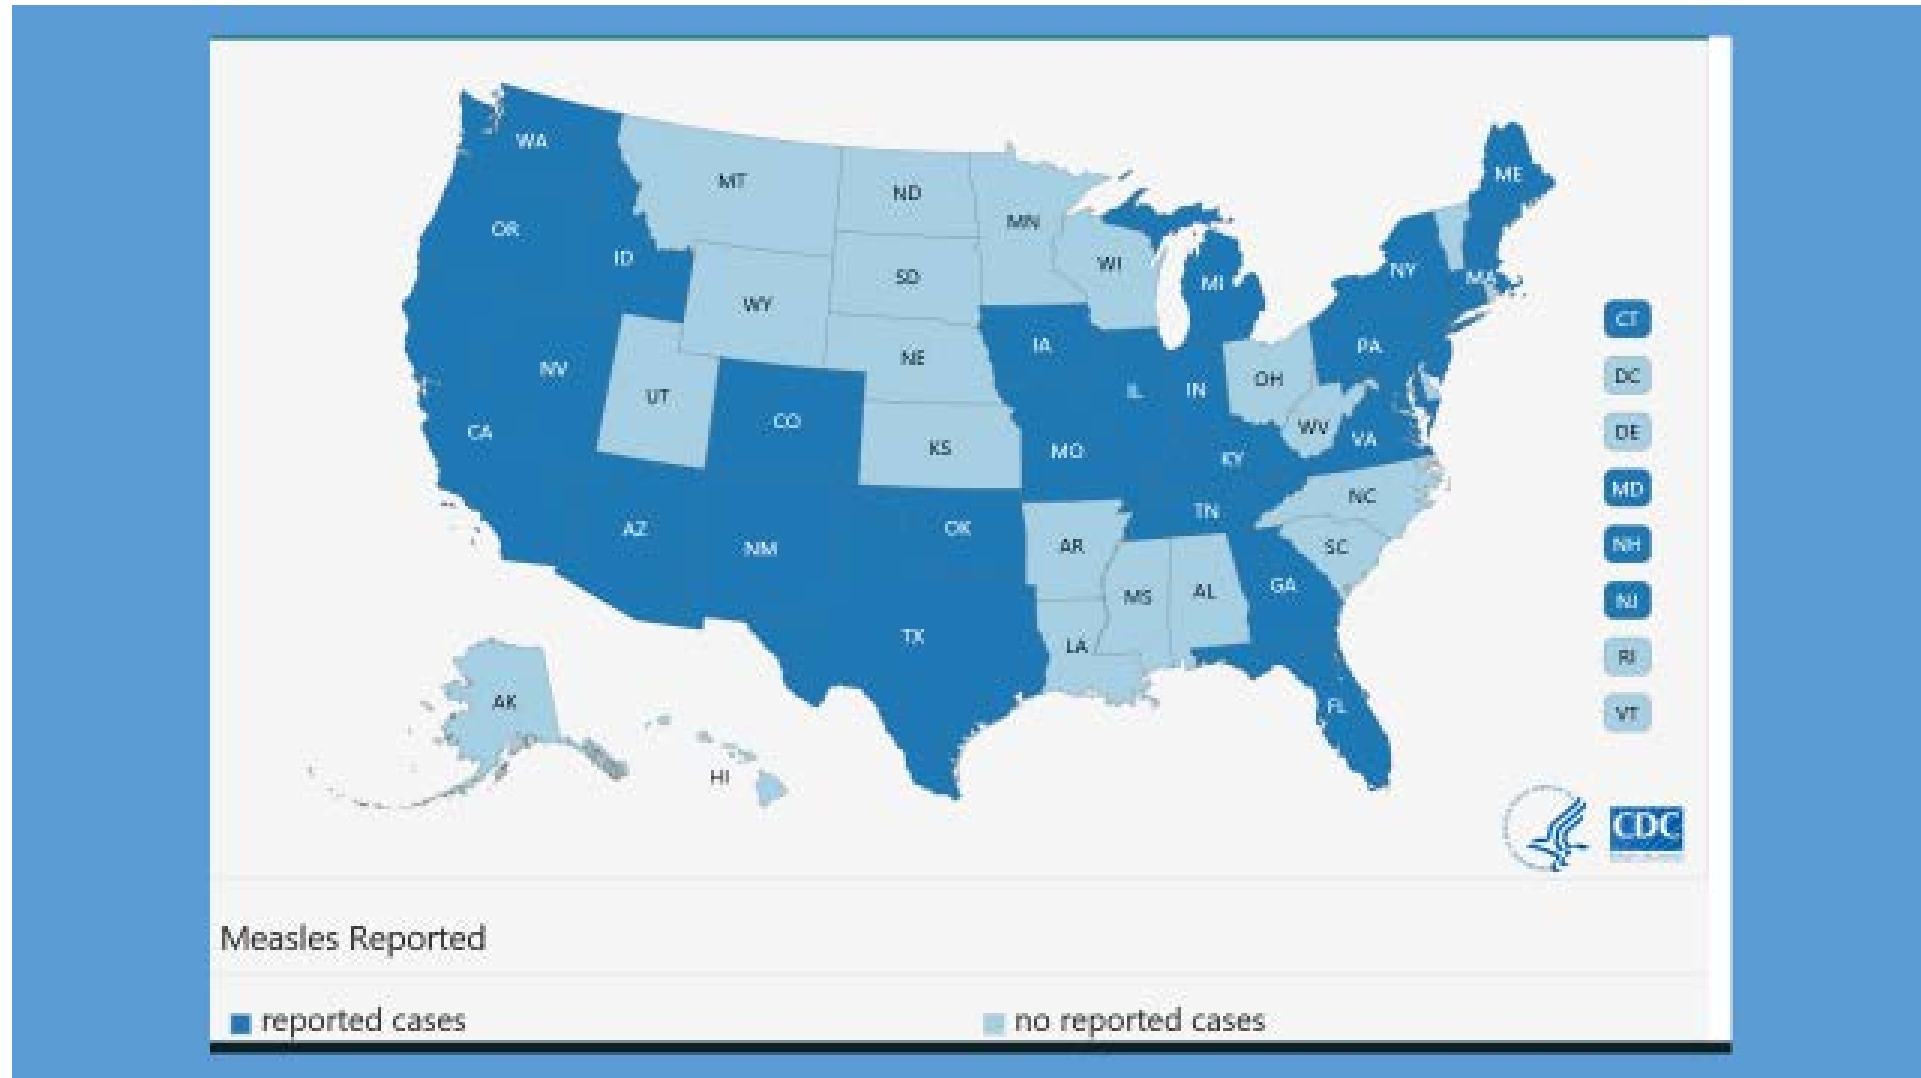 WA
MT
ND
MN
ME
OR
ID
SD
WI
MI
NY
MA
WY
CT
NV
UT
NE
IA
PA
CO
IL
IN
OH
DC
CA
KS
MO
KY
WV
VA
DE
MD
AZ
NM
OK
AR
TN
NC
SC
NH
TX
LA
MS
AL
GA
NJ
RI
AK
HI
FL
VT
CDC
Measles Reported
reported cases
no reported cases